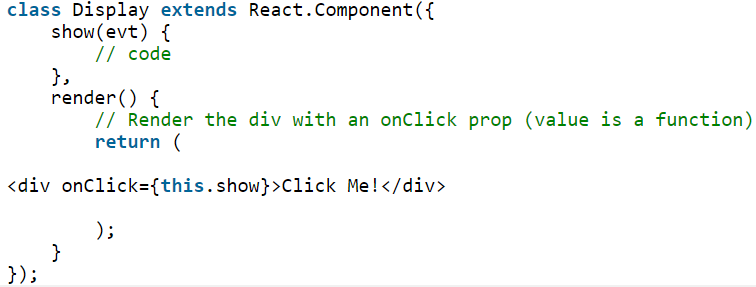 class Display extends React.Component({
    show(evt) {
        // code
    },
    render() {
        // Render the div with an onClick prop (value is a function)
        return (
<div onClick={this.show}>Click Me!</div>
        );
    }
});